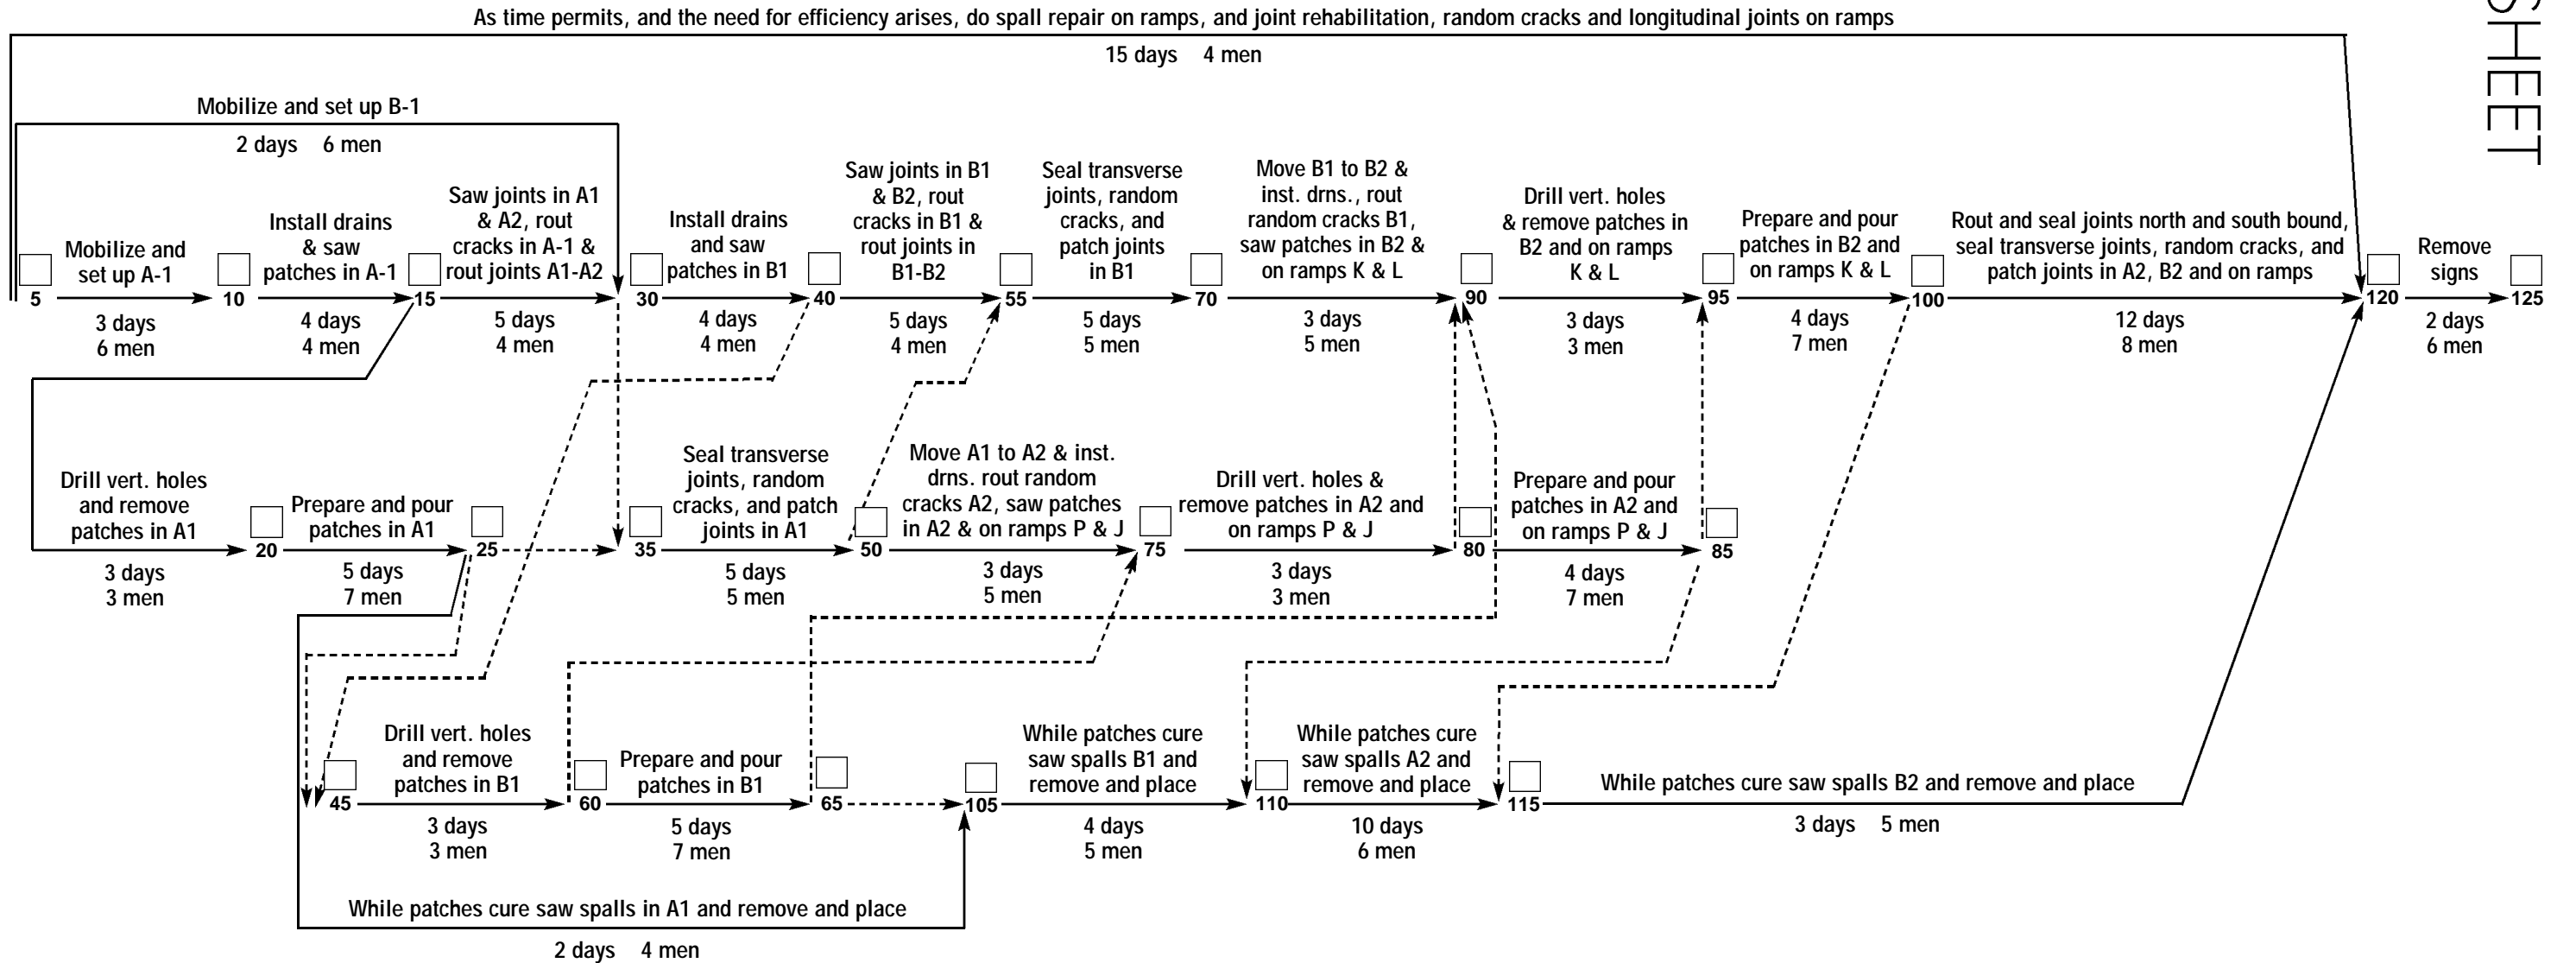 As time permits, and the need for efficiency arises, do spall repair on ramps, and joint rehabilitation, random cracks and longitudinal joints on ramps
15 days 4 men
SHEET
Mobilize and set up B-1
2 days 6 men
5
Mobilize and
set up A-1
3 days
6 men
10
Install drains
& saw
patches in A-1
4 days
4 men
15
Saw joints in A1
& A2, rout
cracks in A-1 &
rout joints A1-A2
5 days
4 men
30
Install drains
and saw
patches in B1
4 days
4 men
40
Saw joints in B1
& B2, rout
cracks in B1 &
rout joints in
B1-B2
5 days
4 men
55
Seal transverse
joints, random
cracks, and
patch joints
in B1
5 days
5 men
70
Move B1 to B2 &
inst. drns., rout
random cracks B1,
saw patches in B2 &
on ramps K & L
3 days
5 men
90
Drill vert. holes
& remove patches in
B2 and on ramps
K & L
3 days
3 men
95
Prepare and pour
patches in B2 and
on ramps K & L
4 days
7 men
100
Rout and seal joints north and south bound,
seal transverse joints, random cracks, and
patch joints in A2, B2 and on ramps
12 days
8 men
120
Remove
signs
2 days
6 men
125
Drill vert. holes
and remove
patches in A1
3 days
3 men
20
Prepare and pour
patches in A1
5 days
7 men
25
35
Seal transverse
joints, random
cracks, and patch
joints in A1
5 days
5 men
50
Move A1 to A2 & inst.
drns. rout random
cracks A2, saw patches
in A2 & on ramps P & J
3 days
5 men
75
Drill vert. holes &
remove patches in A2 and
on ramps P & J
3 days
3 men
80
Prepare and pour
patches in A2 and
on ramps P & J
4 days
7 men
85
45
Drill vert. holes
and remove
patches in B1
3 days
3 men
60
Prepare and pour
patches in B1
5 days
7 men
65
105
While patches cure
saw spalls B1 and
remove and place
4 days
5 men
110
While patches cure
saw spalls A2 and
remove and place
10 days
6 men
115
While patches cure saw spalls B2 and remove and place
3 days 5 men
While patches cure saw spalls in A1 and remove and place
2 days 4 men